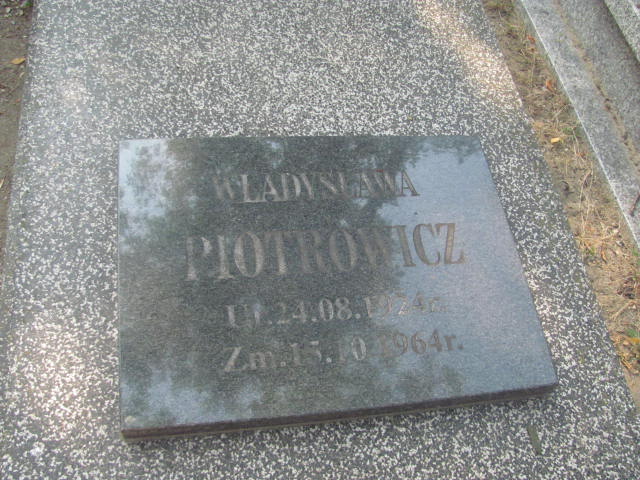 WŁADYSŁAWA
PIOTROWICZ
Ur.24.08.1924r.
Zm.15.10.1964r.